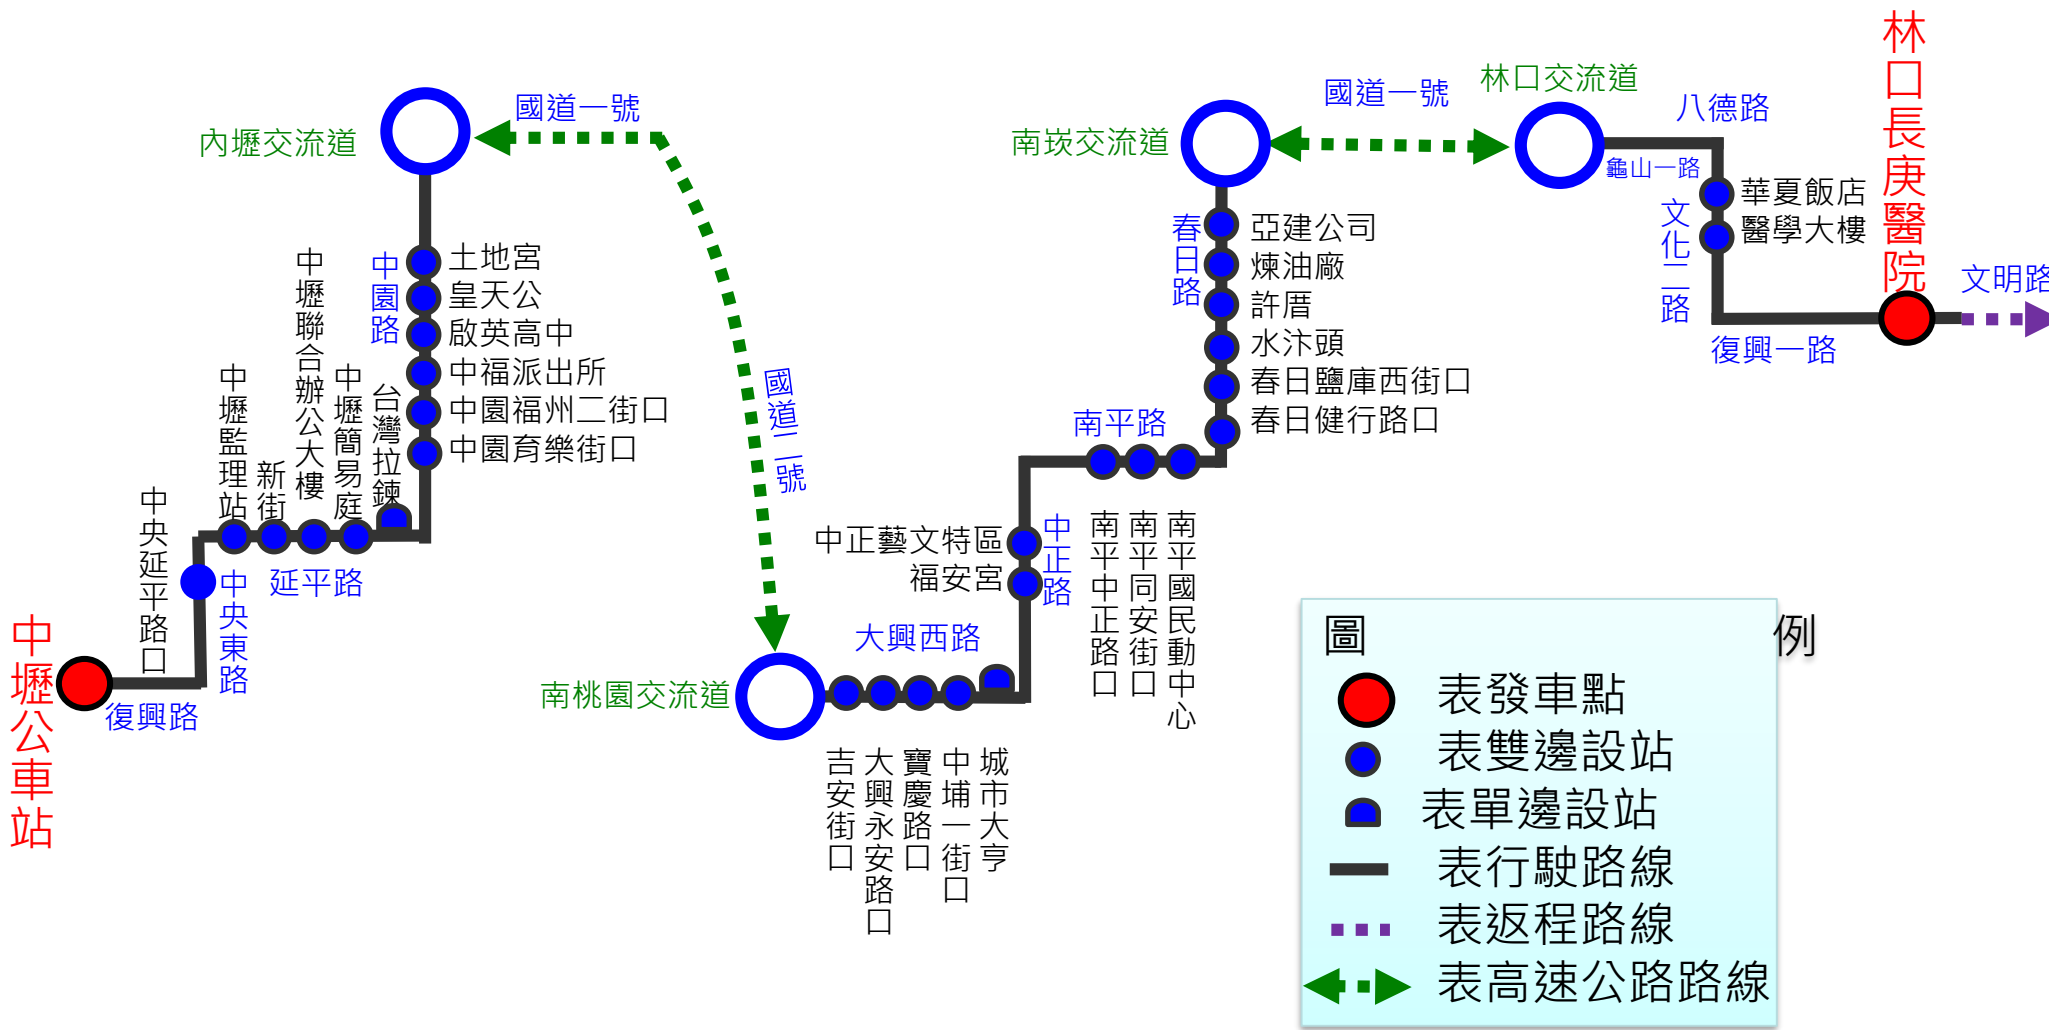 中壢公車站
復興路
中央延平路口
中央東路
中壢監理站
新街
中壢聯合辦公大樓
中壢簡易庭
台灣拉鍊
延平路
中園路
中園育樂街口
中園福州二街口
中福派出所
啟英高中
皇天公
土地宮
內壢交流道
國道一號
國道二號
南桃園交流道
大興西路
吉安街口
大興永安路口
寶慶路口
中埔一街口
城市大亨
福安宮
中正藝文特區
中正路
南平路
南平中正路口
南平同安街口
南平國民動中心
春日健行路口
春日鹽庫西街口
水汴頭
許厝
煉油廠
亞建公司
春日路
南崁交流道
國道一號
林口交流道
八德路
龜山一路
文化二路
華夏飯店
醫學大樓
復興一路
林口長庚醫院
文明路
圖 例
表發車點
表雙邊設站
表單邊設站
表行駛路線
表返程路線
表高速公路路線